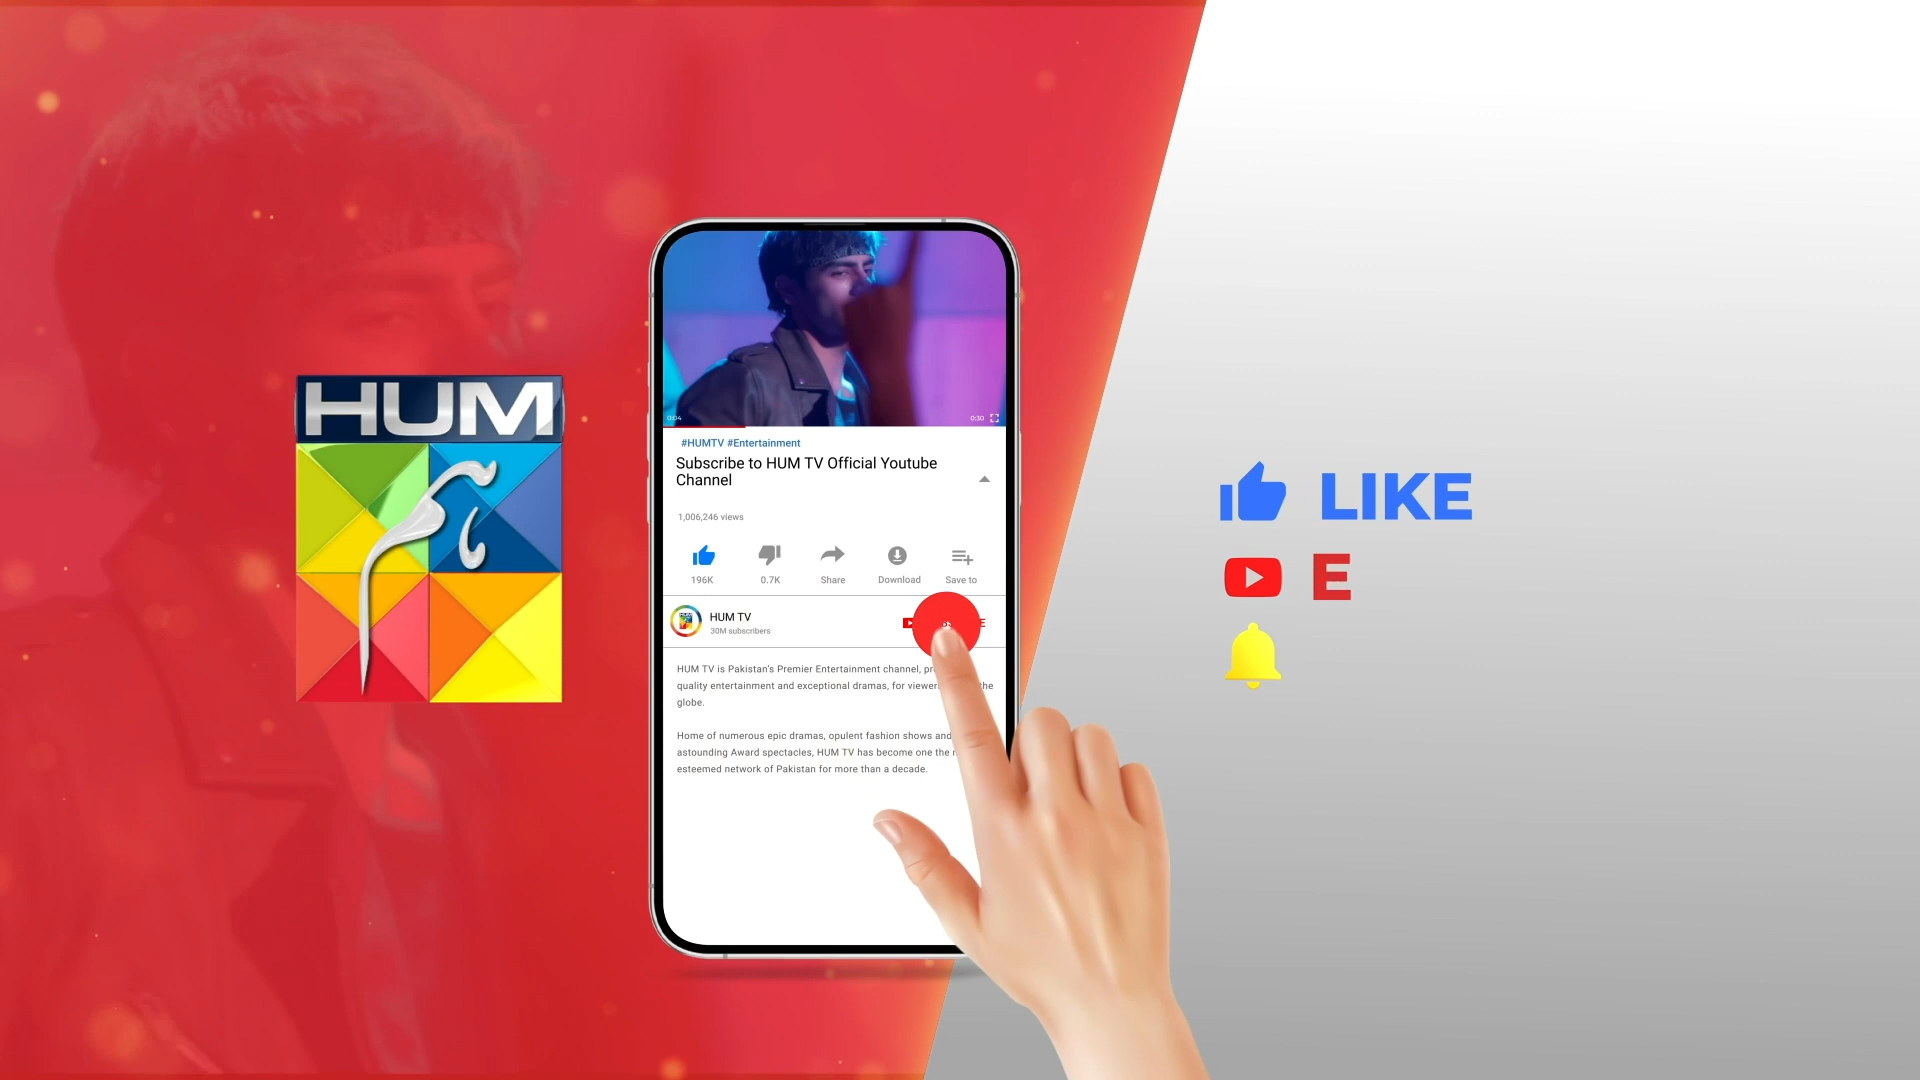 HUM
0:04
0:30
#HUMTV #Entertainment
Subscribe to HUM TV Official Youtube
Channel
1,006,246 views
196K
0.7K
Share
Download
Save to
HUM TV
30M subscribers
E
HUM TV is Pakistan's Premier Entertainment channel,
quality entertainment and exceptional dramas, for the
globe.
Home of numerous epic dramas, opulent fashion shows and
astounding Award spectacles, HUM TV has become one the
esteemed network of Pakistan for more than a decade.
LIKE
E